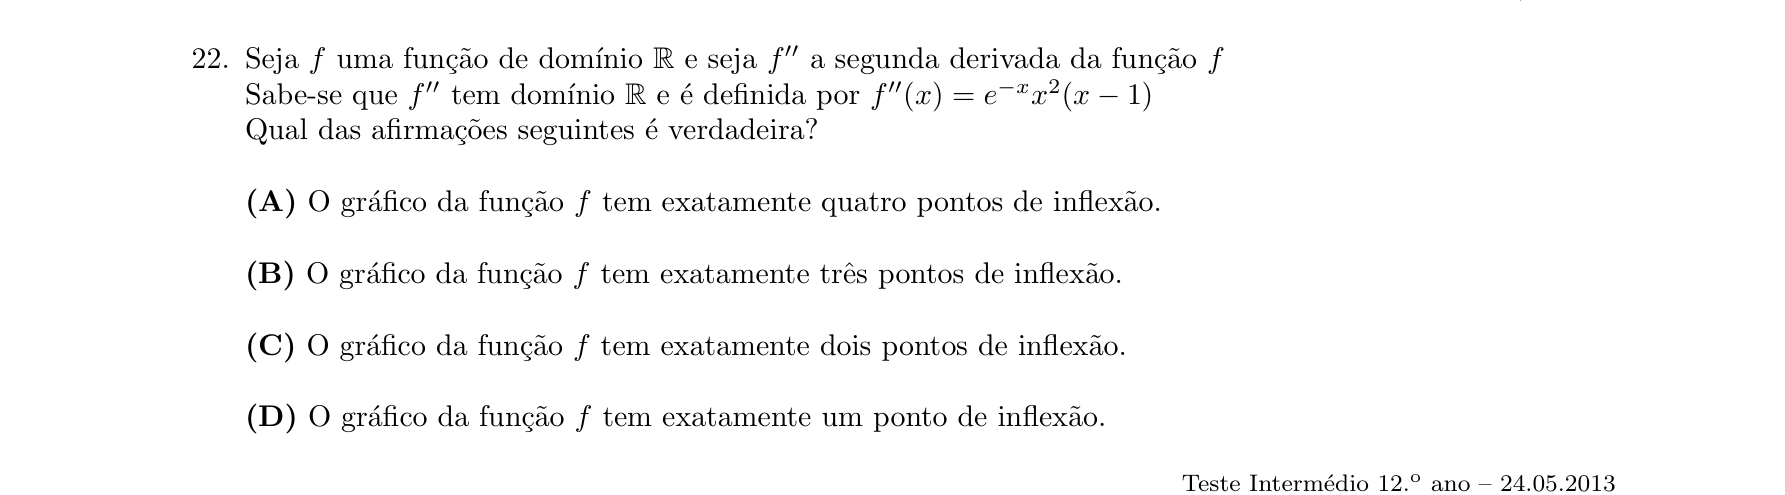 22. Seja f uma função de domínio ℝ e seja f′′ a segunda derivada da função f
Sabe-se que f′′ tem domínio ℝ e é definida por f′′(x) = e⁻ˣx²(x − 1)
Qual das afirmações seguintes é verdadeira?
(A) O gráfico da função f tem exatamente quatro pontos de inflexão.
(B) O gráfico da função f tem exatamente três pontos de inflexão.
(C) O gráfico da função f tem exatamente dois pontos de inflexão.
(D) O gráfico da função f tem exatamente um ponto de inflexão.
Teste Intermédio 12.º ano – 24.05.2013